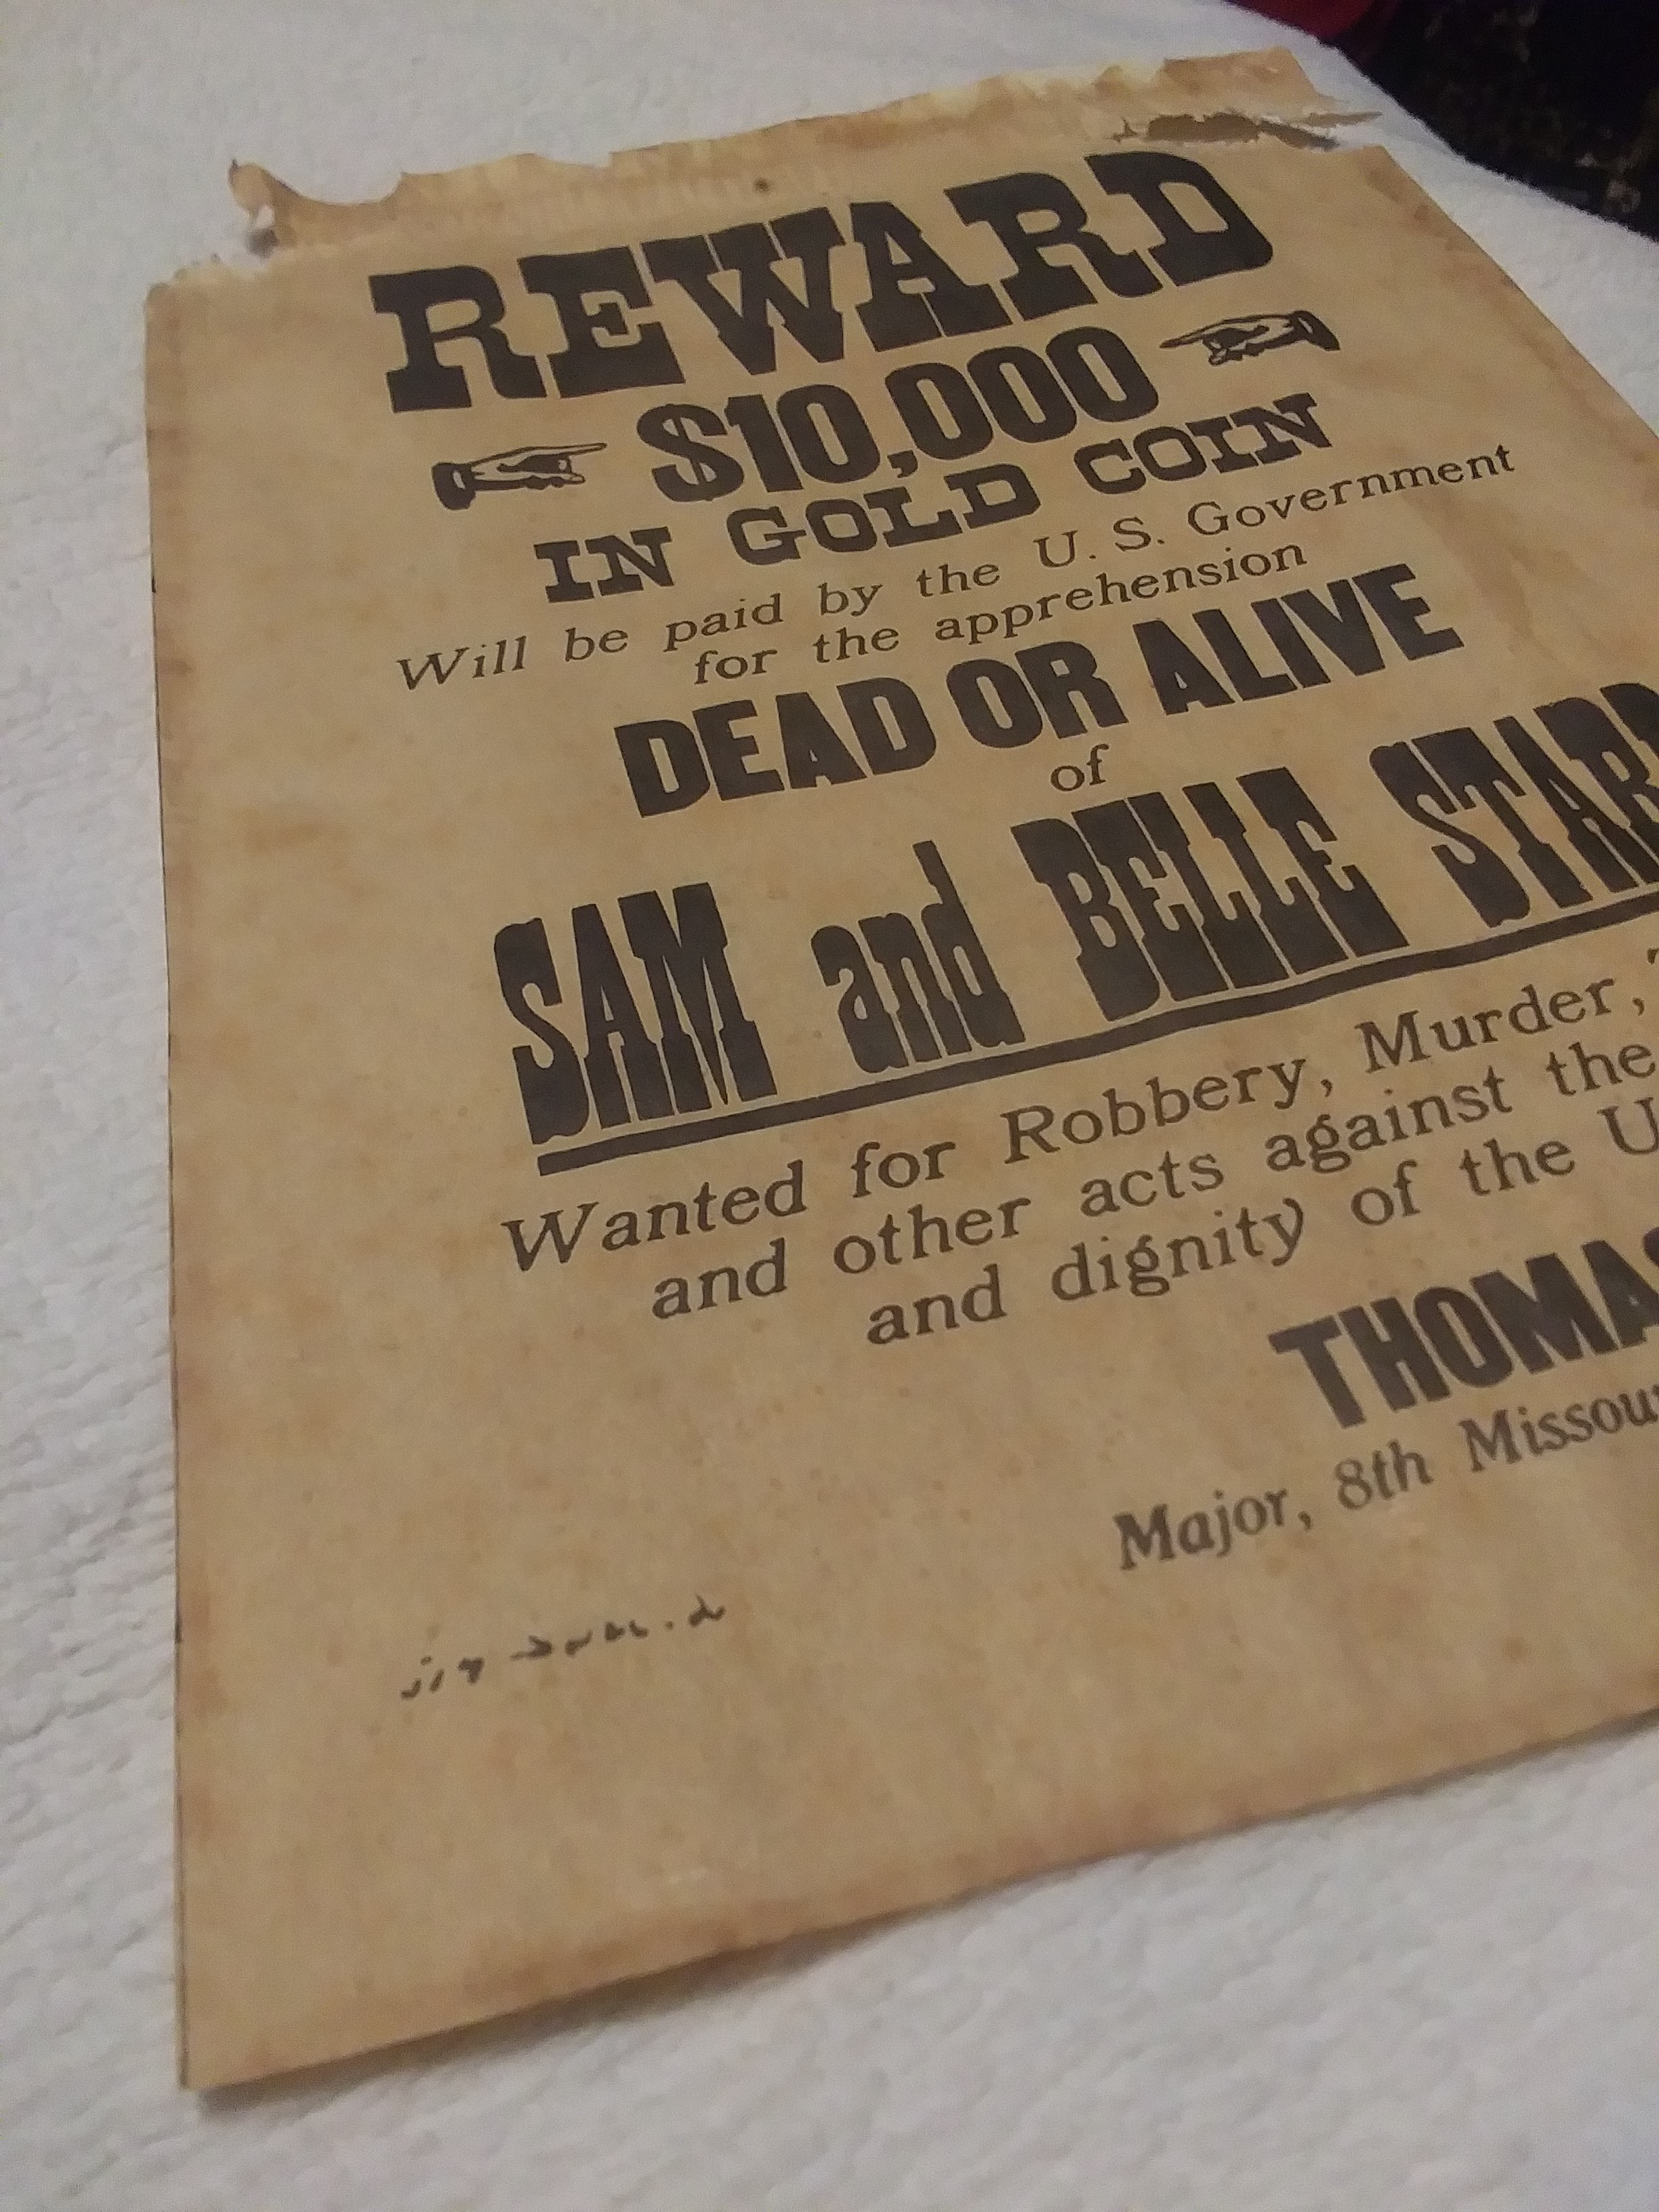 REWARD
$10,000
IN GOLD COIN
Will be paid by the U. S. Government
for the apprehension
DEAD OR ALIVE
of
SAM and BELLE STARR
Wanted for Robbery, Murder,
and other acts against the
and dignity of the U
THOMAS
Major, 8th Missou